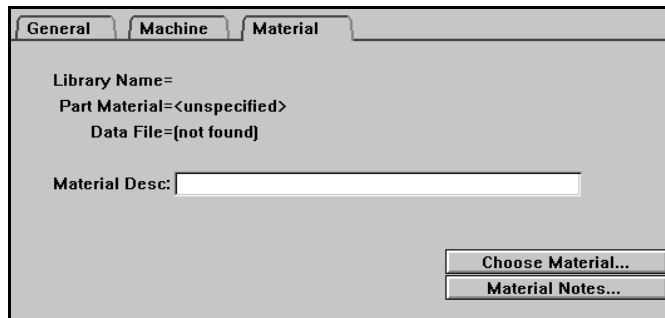 General Machine Material
Library Name=
Part Material=<unspecified>
Data File=(not found)
Material Desc:
Choose Material...
Material Notes...